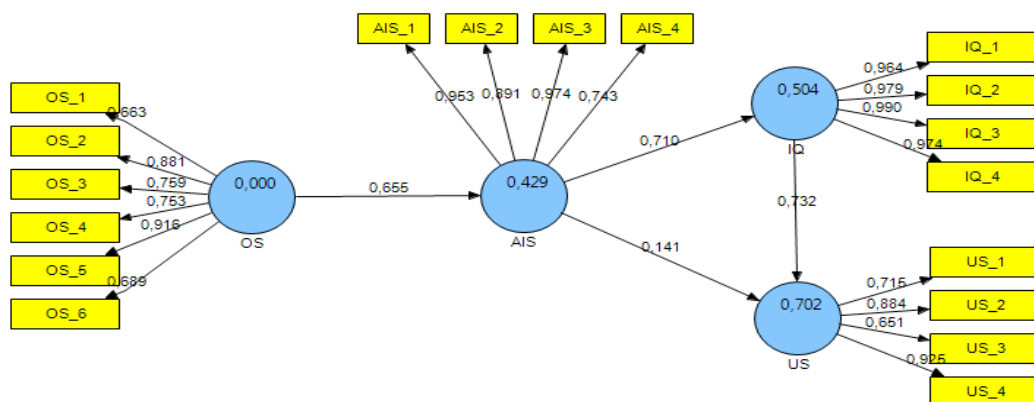 AIS_1
AIS_2
AIS_3
AIS_4
0,953
0,891
0,974
0,743
OS_1
OS_2
OS_3
OS_4
OS_5
OS_6
0,663
0,881
0,759
0,753
0,916
0,689
0,000
OS
0,655
0,429
AIS
0,710
0,141
0,504
IQ
0,732
0,964
0,979
0,990
0,974
IQ_1
IQ_2
IQ_3
IQ_4
0,702
US
0,715
0,884
0,651
0,925
US_1
US_2
US_3
US_4